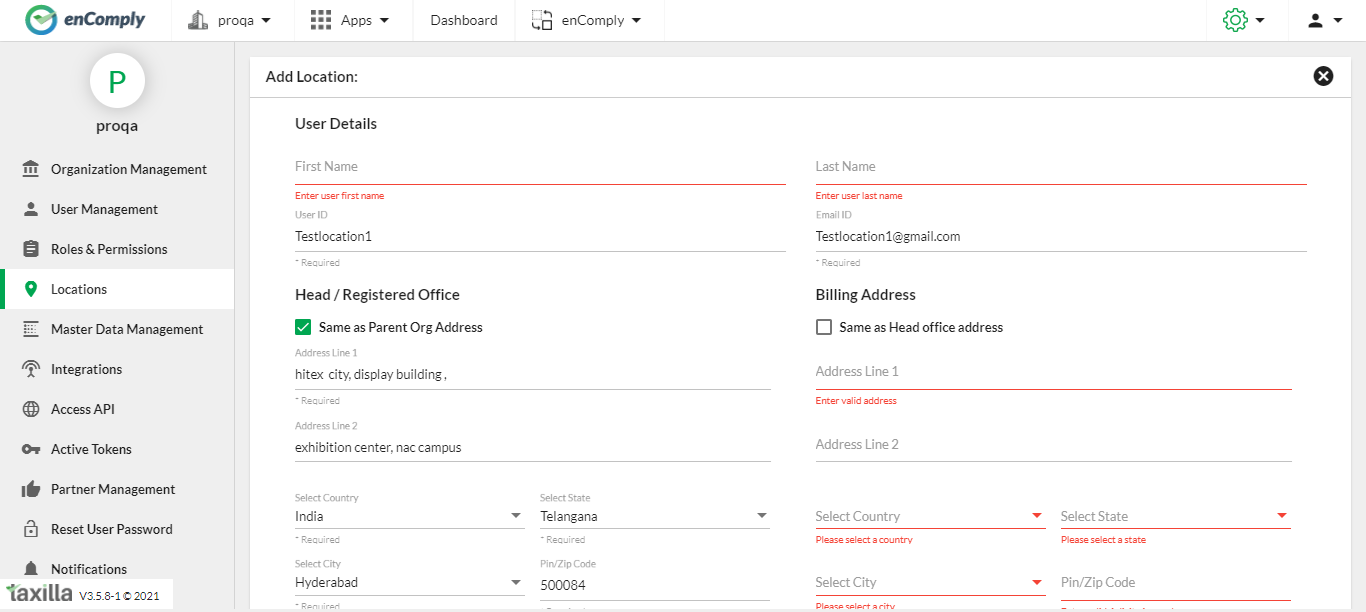 enComply
proqa
Apps
Dashboard
enComply
P
proqa
Organization Management
User Management
Roles & Permissions
Locations
Master Data Management
Integrations
Access API
Active Tokens
Partner Management
Reset User Password
Notifications
taxilla V3.5.8-1 © 2021
Add Location:
User Details
First Name
Last Name
Enter user first name
Enter user last name
User ID
Email ID
Testlocation1
Testlocation1@gmail.com
* Required
* Required
Head / Registered Office
Billing Address
Same as Parent Org Address
Same as Head office address
Address Line 1
hitex city, display building ,
Address Line 1
* Required
Enter valid address
Address Line 2
exhibition center, nac campus
Address Line 2
Select Country
Select State
India
Telangana
Select Country
Select State
* Required
* Required
Please select a country
Please select a state
Select City
Pin/Zip Code
Hyderabad
500084
Select City
Pin/Zip Code
* Required
Please select a city